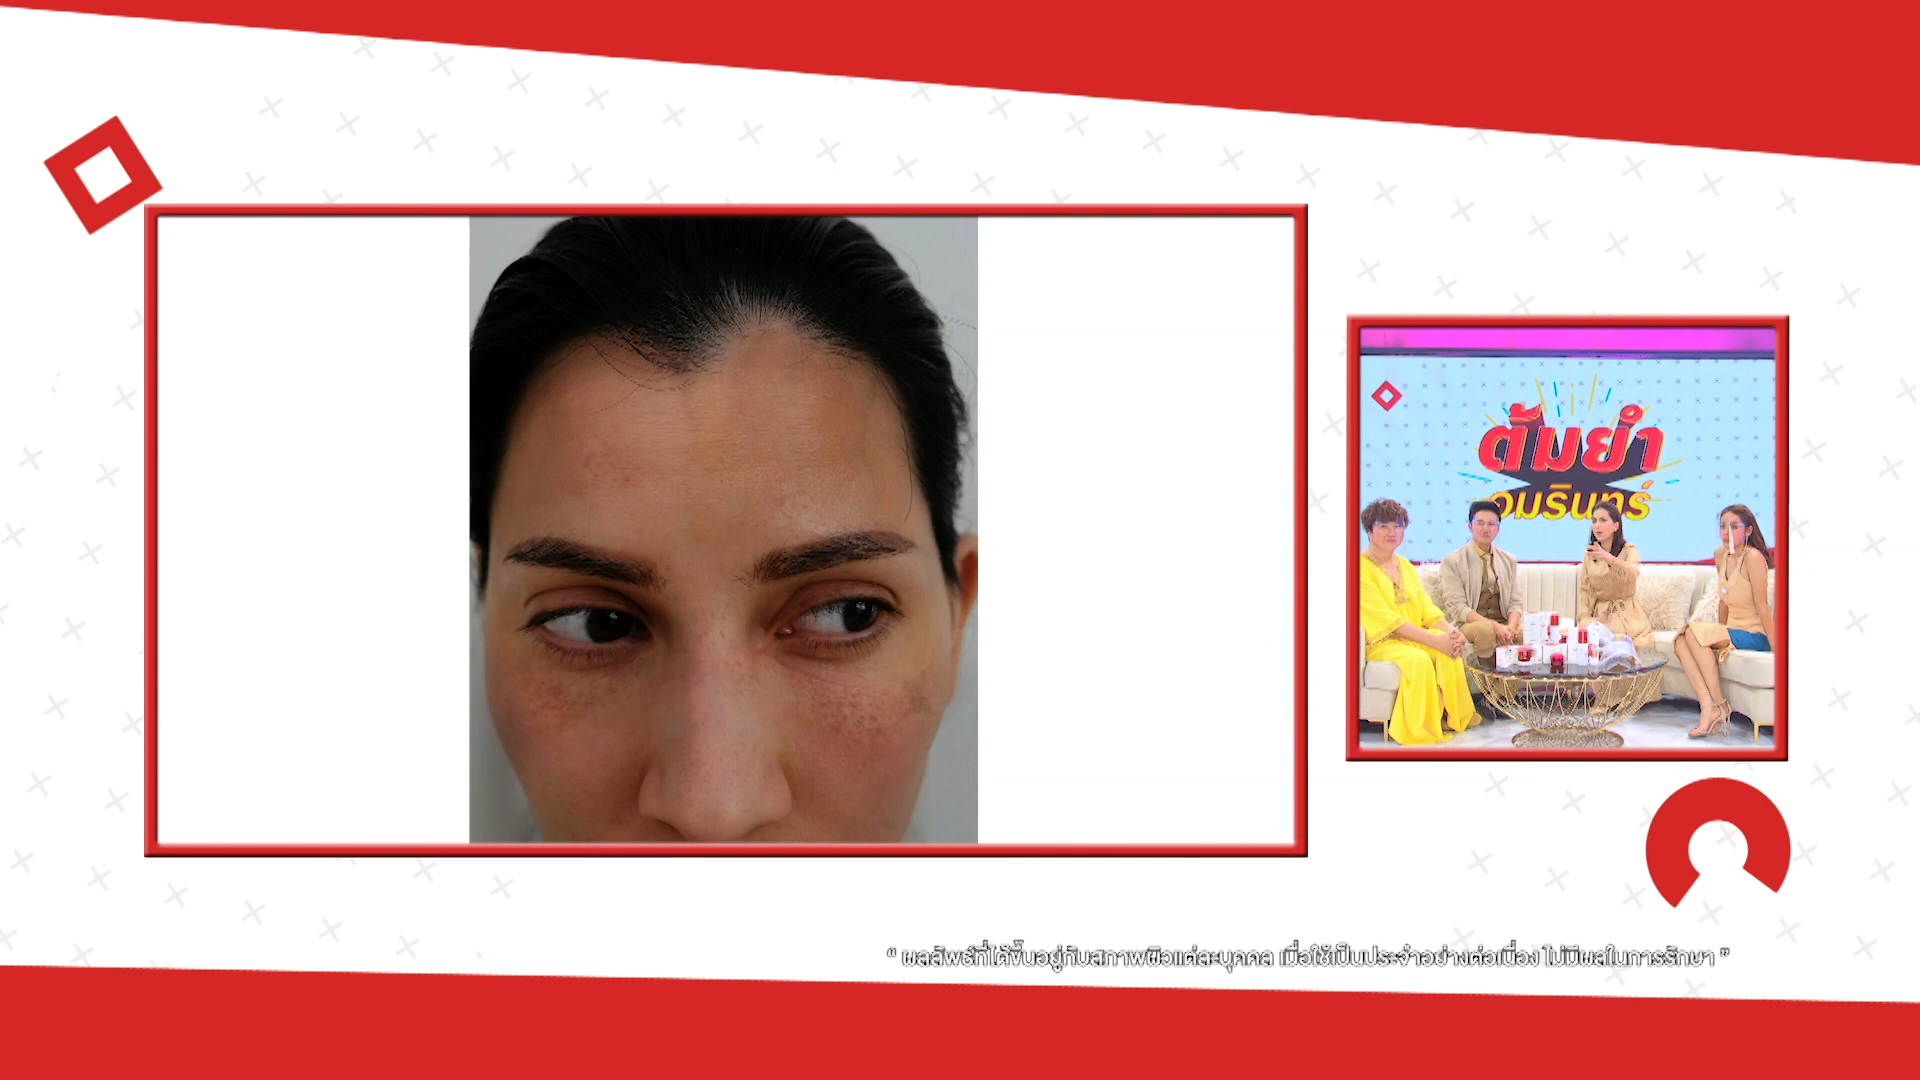 ต้มยำ
อมรินทร์
" ผลลัพธ์ที่ได้ขึ้นอยู่กับสภาพผิวแต่ละบุคคล เมื่อใช้เป็นประจำอย่างต่อเนื่อง ไม่มีผลในการรักษา "